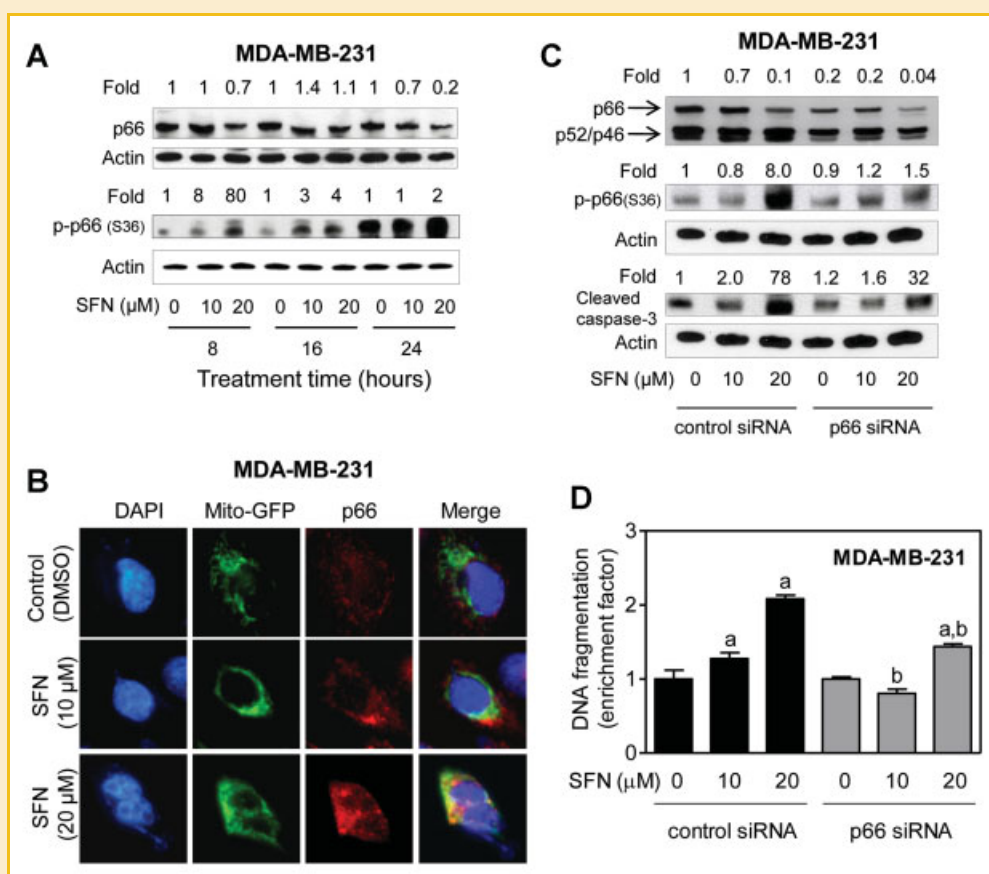 A
MDA-MB-231
Fold 1 1 0.7 1 1.4 1.1 1 0.7 0.2
p66
Actin
Fold 1 8 80 1 3 4 1 1 2
p-p66 (S36)
Actin
SFN (µM) 0 10 20 0 10 20 0 10 20
8 16 24
Treatment time (hours)
B
MDA-MB-231
DAPI Mito-GFP p66 Merge
Control
(DMSO)
SFN
(10 µM)
SFN
(20 µM)
C
MDA-MB-231
Fold 1 0.7 0.1 0.2 0.2 0.04
p66
p52/p46
Fold 1 0.8 8.0 0.9 1.2 1.5
p-p66(S36)
Actin
Fold 1 2.0 78 1.2 1.6 32
Cleaved
caspase-3
Actin
SFN (µM) 0 10 20 0 10 20
control siRNA p66 siRNA
D
MDA-MB-231
DNA fragmentation
(enrichment factor)
3
2
1
0
a
a
b
a,b
SFN (µM) 0 10 20 0 10 20
control siRNA p66 siRNA